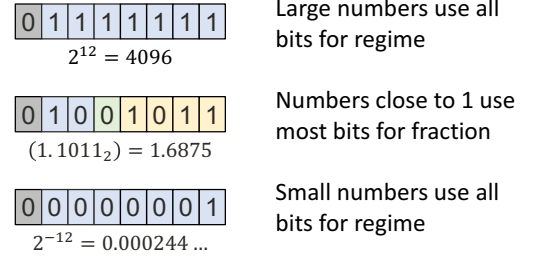 Large numbers use all
bits for regime
0 1 1 1 1 1 1 1
2¹² = 4096
Numbers close to 1 use
most bits for fraction
0 1 0 0 1 0 1 1
(1.1011₂) = 1.6875
Small numbers use all
bits for regime
0 0 0 0 0 0 0 1
2⁻¹² = 0.000244 ...